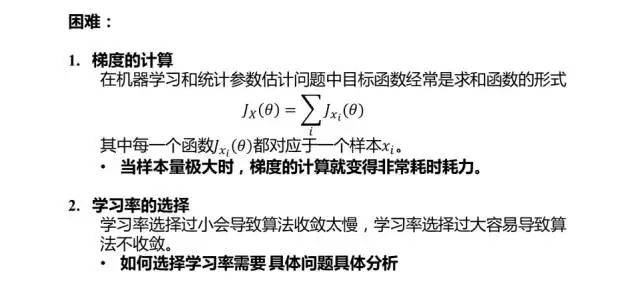 困难：
1. 梯度的计算
在机器学习和统计参数估计问题中目标函数经常是求和函数的形式
J_X(θ) = ∑_i J_{x_i}(θ)
其中每一个函数J_{x_i}(θ)都对应于一个样本x_i。
• 当样本量极大时，梯度的计算就变得非常耗时耗力。
2. 学习率的选择
学习率选择过小会导致算法收敛太慢，学习率选择过大容易导致算
法不收敛。
• 如何选择学习率需要具体问题具体分析